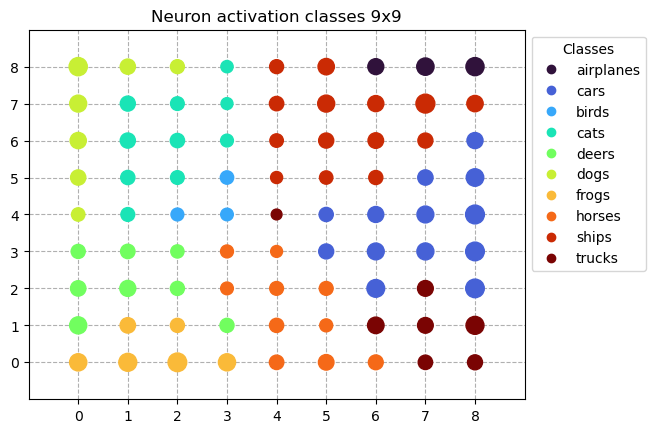 Neuron activation classes 9x9
8
7
6
5
4
3
2
1
0
0 1 2 3 4 5 6 7 8
Classes
airplanes
cars
birds
cats
deers
dogs
frogs
horses
ships
trucks